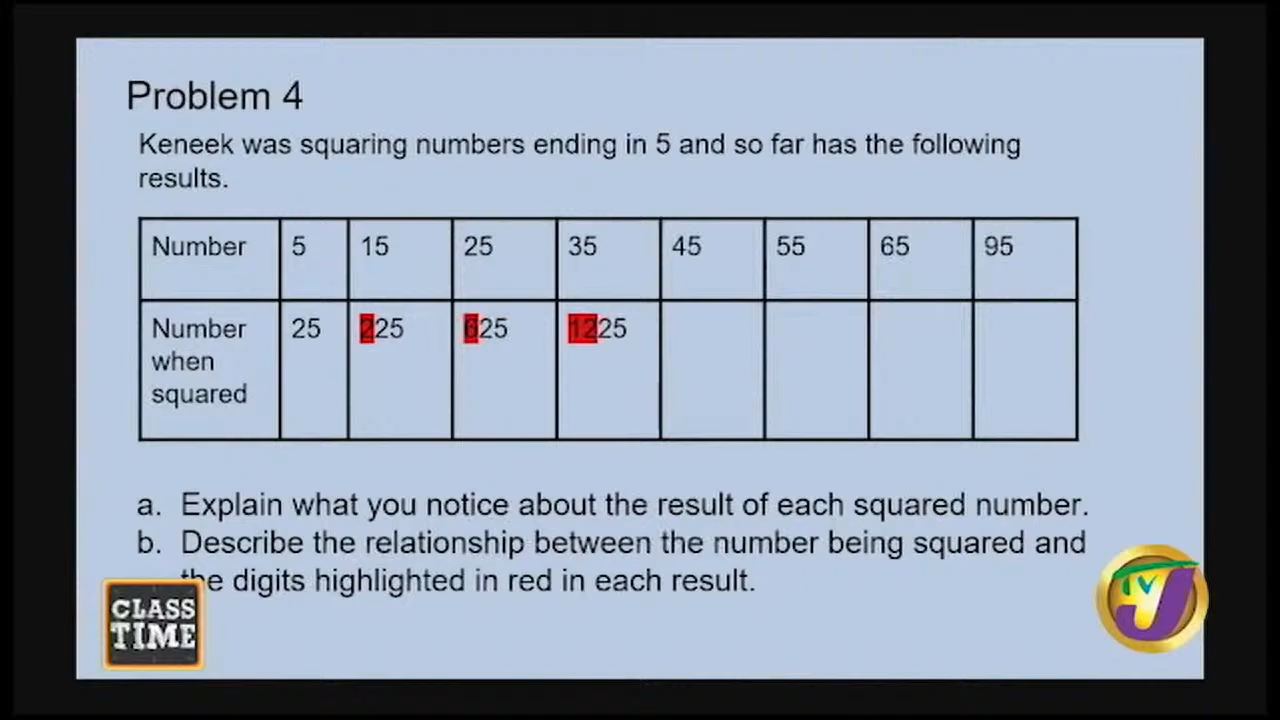 Problem 4
Keneek was squaring numbers ending in 5 and so far has the following
results.
Number 5 15 25 35 45 55 65 95
Number 25 225 625 1225
when
squared
a. Explain what you notice about the result of each squared number.
b. Describe the relationship between the number being squared and
the digits highlighted in red in each result.
CLASS
TIME
TVJ